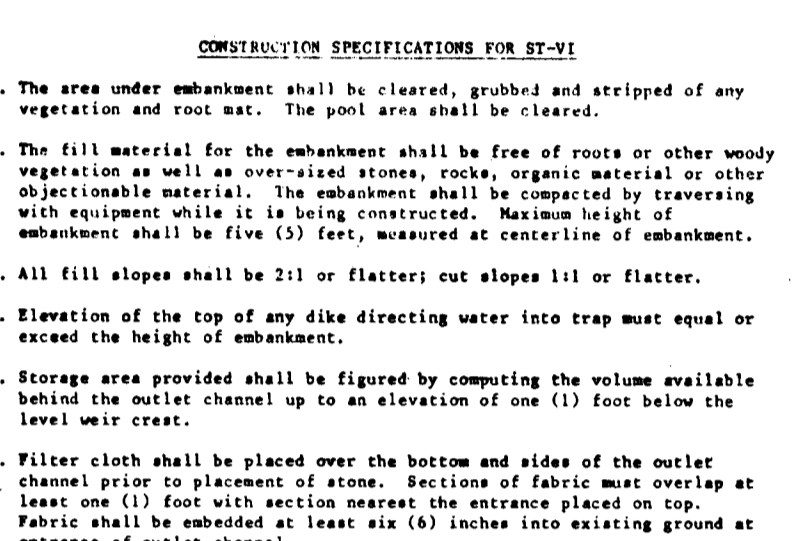 CONSTRUCTION SPECIFICATIONS FOR ST-VI
. The area under embankment shall be cleared, grubbed and stripped of any
vegetation and root mat. The pool area shall be cleared.
. The fill material for the embankment shall be free of roots or other woody
vegetation as well as over-sized stones, rocks, organic material or other
objectionable material. The embankment shall be compacted by traversing
with equipment while it is being constructed. Maximum height of
embankment shall be five (5) feet, measured at centerline of embankment.
. All fill slopes shall be 2:1 or flatter; cut slopes 1:1 or flatter.
. Elevation of the top of any dike directing water into trap must equal or
exceed the height of embankment.
. Storage area provided shall be figured by computing the volume available
behind the outlet channel up to an elevation of one (1) foot below the
level weir crest.
. Filter cloth shall be placed over the bottom and sides of the outlet
channel prior to placement of stone. Sections of fabric must overlap at
least one (1) foot with section nearest the entrance placed on top.
Fabric shall be embedded at least six (6) inches into existing ground at
entrance of outlet channel